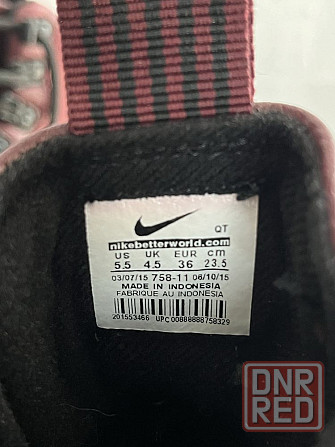 QT
nikebetterworld.com
US UK EUR cm
5.5 4.5 36 23.5
03/07/15 758-11 06/10/15
MADE IN INDONESIA
FABRIQUE AU INDONESIA
201553466 UPC00888888758329
DNR
RED